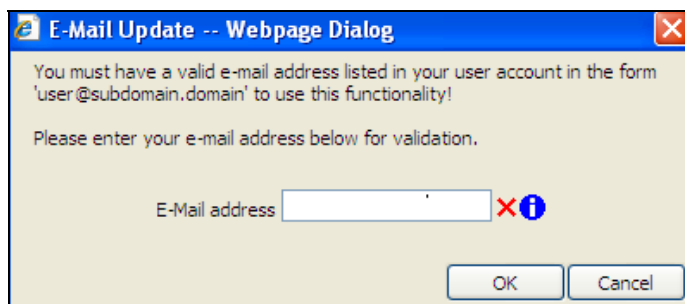 E-Mail Update -- Webpage Dialog
You must have a valid e-mail address listed in your user account in the form
'user@subdomain.domain' to use this functionality!
Please enter your e-mail address below for validation.
E-Mail address
OK Cancel